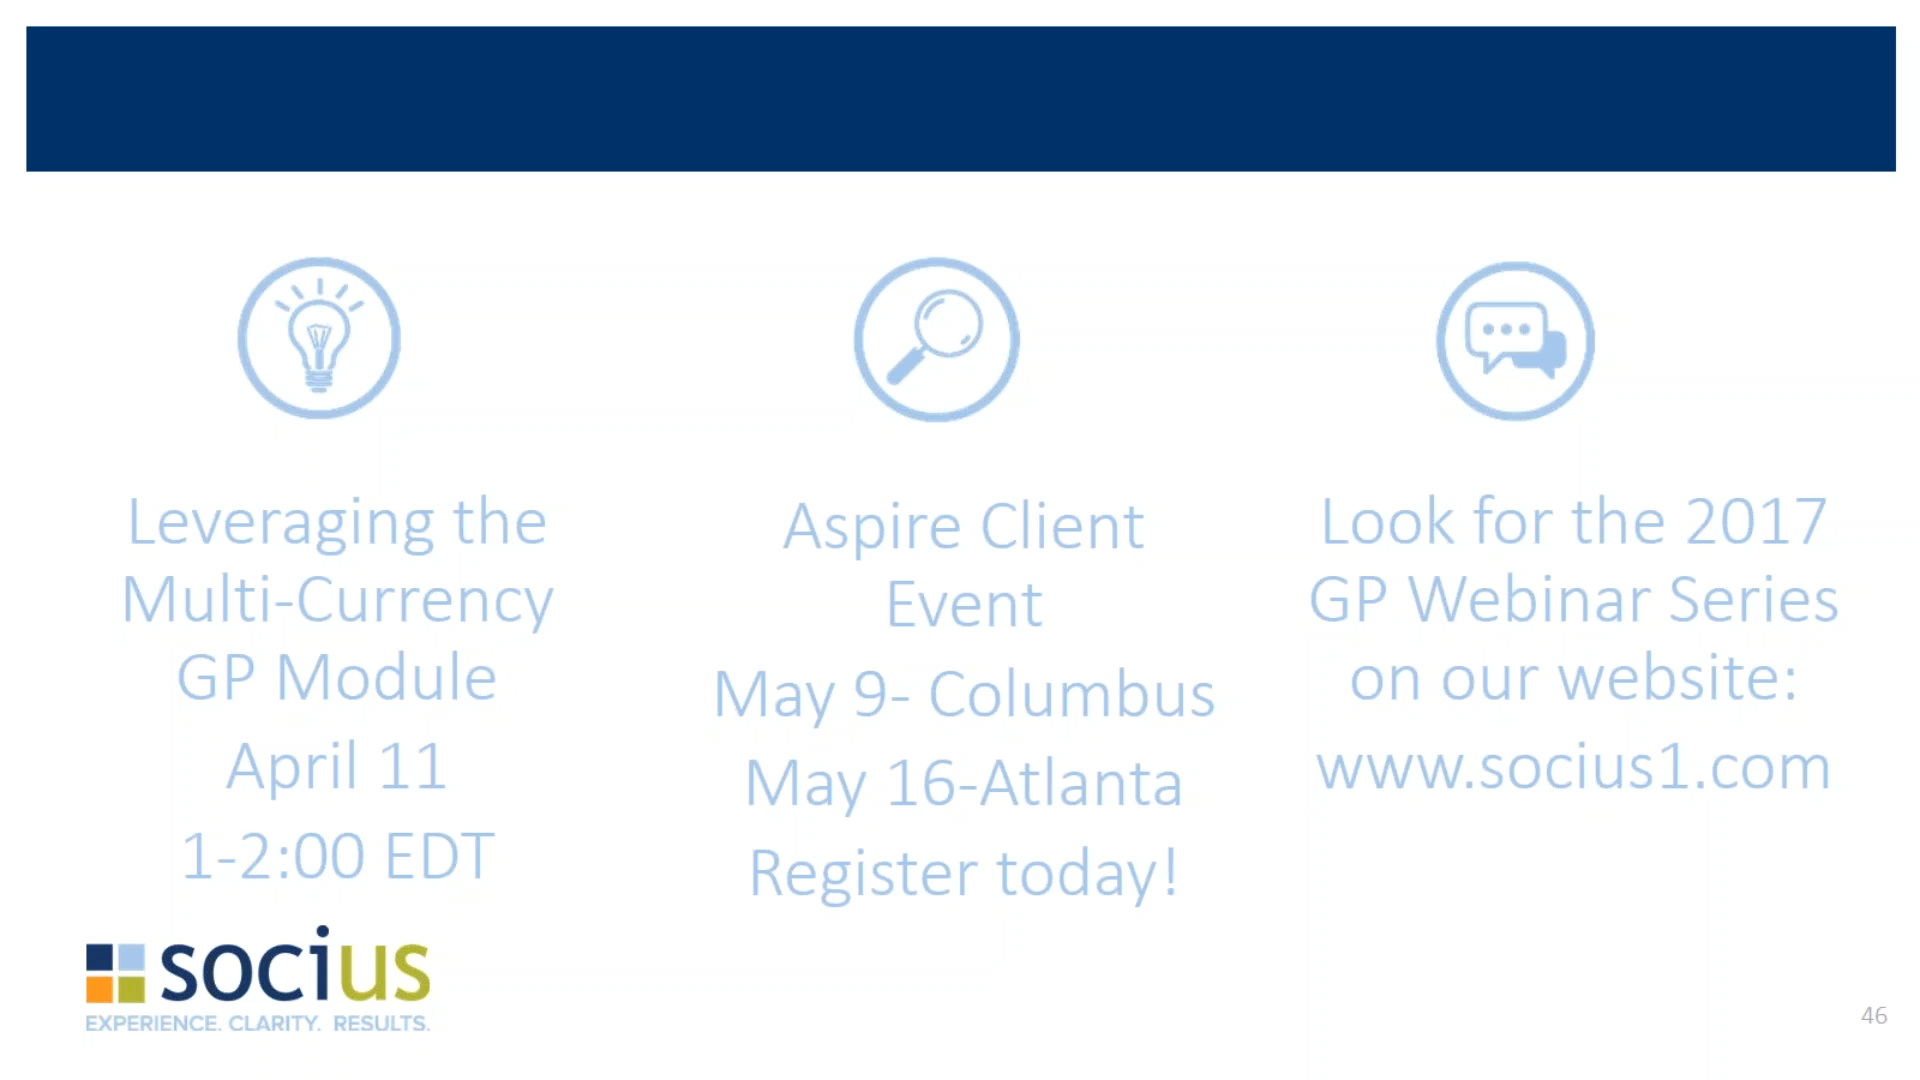 Leveraging the
Multi-Currency
GP Module
April 11
1-2:00 EDT
Aspire Client
Event
May 9- Columbus
May 16-Atlanta
Register today!
Look for the 2017
GP Webinar Series
on our website:
www.socius1.com
socius
EXPERIENCE. CLARITY. RESULTS.
46